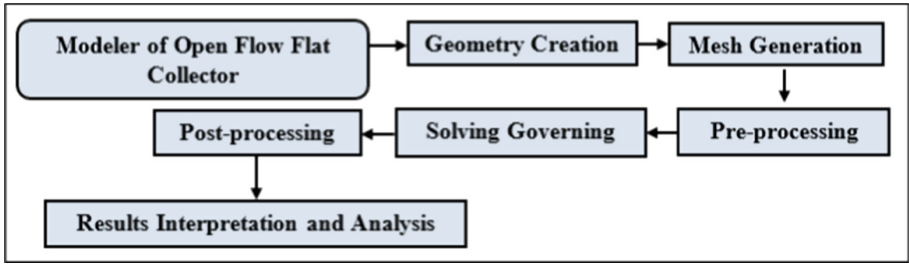 Modeler of Open Flow Flat
Collector
Geometry Creation
Mesh Generation
Pre-processing
Solving Governing
Post-processing
Results Interpretation and Analysis